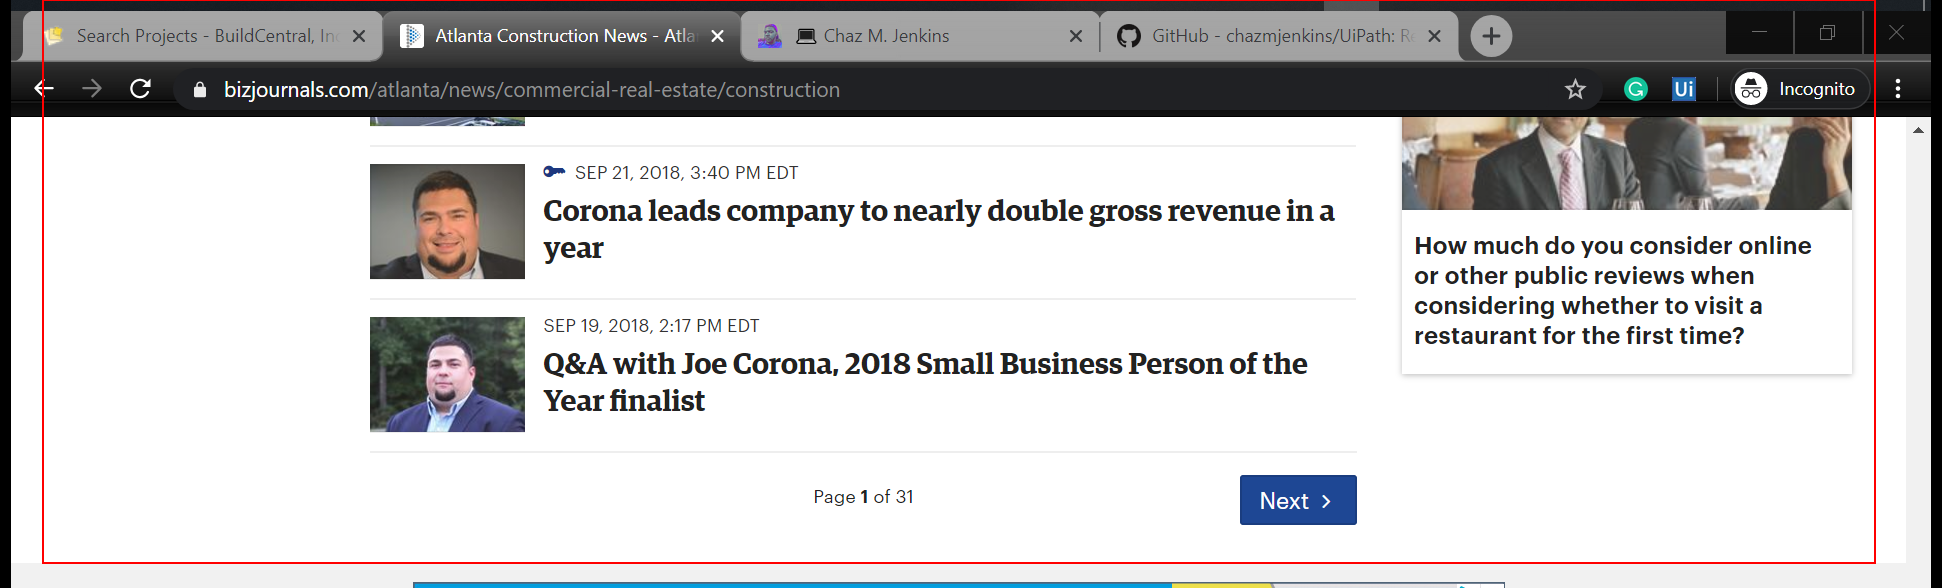 Search Projects - BuildCentral, Inc
Atlanta Construction News - Atla
Chaz M. Jenkins
GitHub - chazmjenkins/UiPath: Re
bizjournals.com/atlanta/news/commercial-real-estate/construction
Ui
Incognito
SEP 21, 2018, 3:40 PM EDT
Corona leads company to nearly double gross revenue in a
year
SEP 19, 2018, 2:17 PM EDT
Q&A with Joe Corona, 2018 Small Business Person of the
Year finalist
Page 1 of 31
Next
How much do you consider online
or other public reviews when
considering whether to visit a
restaurant for the first time?